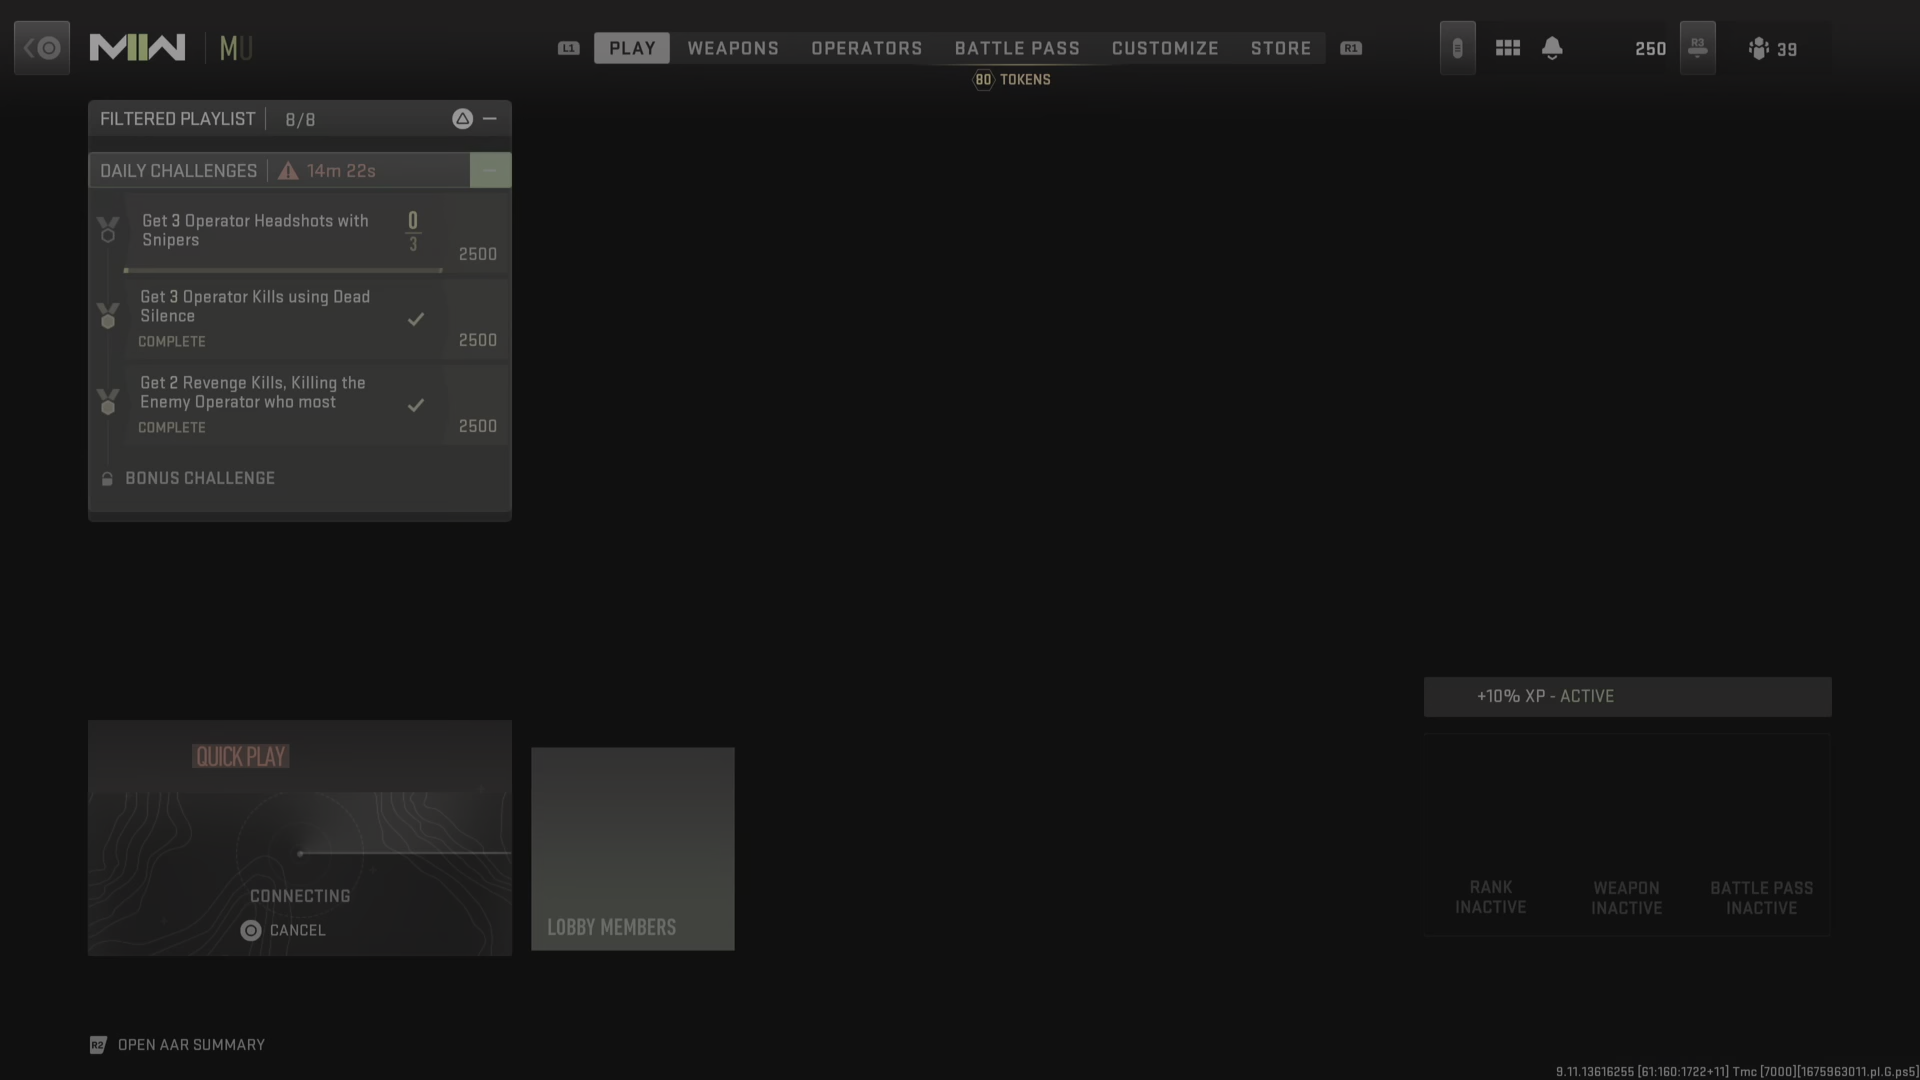 MWII
MU
L1
PLAY
WEAPONS
OPERATORS
BATTLE PASS
CUSTOMIZE
STORE
R1
250
R3
39
80 TOKENS
FILTERED PLAYLIST
8/8
DAILY CHALLENGES
14m 22s
Get 3 Operator Headshots with
Snipers
0
3
2500
Get 3 Operator Kills using Dead
Silence
COMPLETE
2500
Get 2 Revenge Kills, Killing the
Enemy Operator who most
COMPLETE
2500
BONUS CHALLENGE
+10% XP - ACTIVE
QUICK PLAY
CONNECTING
CANCEL
LOBBY MEMBERS
RANK
INACTIVE
WEAPON
INACTIVE
BATTLE PASS
INACTIVE
R2
OPEN AAR SUMMARY
9.11.13616255 [61:160:1722+11] Tmc [7000][1675963011.pl.G.ps5]